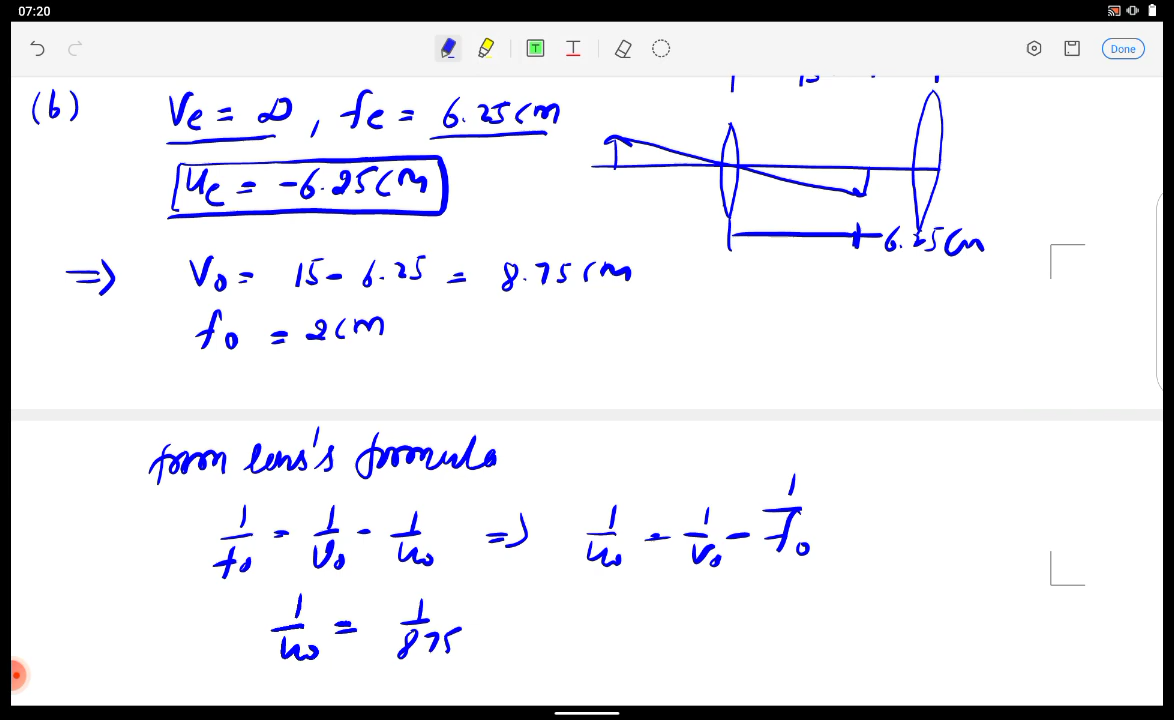 07:20
T T Done
(b) Ve = ∞, fe = 6.25cm
15
ue = -6.25cm
6.25cm
=> Vo = 15 - 6.25 = 8.75cm
fo = 2cm
from lens's formula
1/fo = 1/vo - 1/uo => 1/uo = 1/vo - 1/fo
1/uo = 1/875